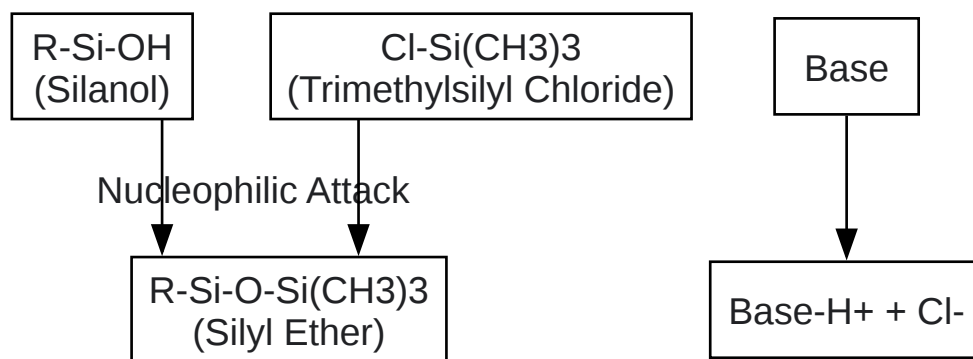 R-Si-OH
(Silanol)
Cl-Si(CH3)3
(Trimethylsilyl Chloride)
Base
Nucleophilic Attack
R-Si-O-Si(CH3)3
(Silyl Ether)
Base-H+ + Cl-